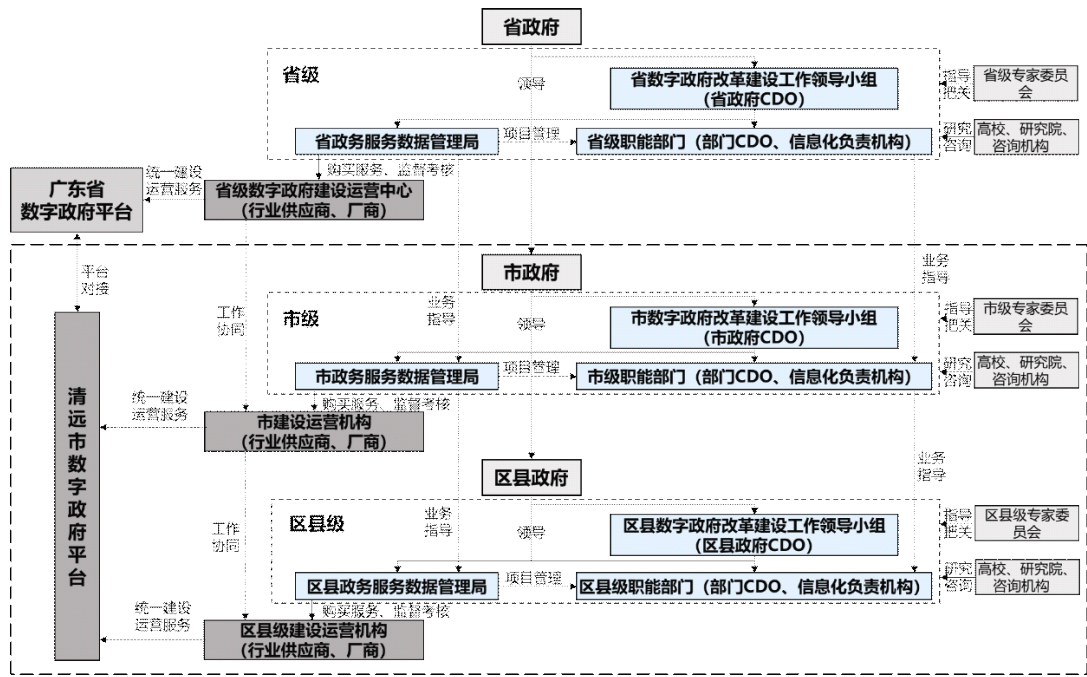 省政府
省级
领导
省数字政府改革建设工作领导小组
（省政府CDO）
指导
把关
省级专家委员
会
省政务服务数据管理局
项目管理
省级职能部门（部门CDO、信息化负责机构）
研究
咨询
高校、研究院、
咨询机构
购买服务、监督考核
广东省
数字政府平台
统一建设
运营服务
省级数字政府建设运营中心
（行业供应商、厂商）
平台
对接
市政府
业务
指导
工作
协同
业务
指导
市级
领导
市数字政府改革建设工作领导小组
（市政府CDO）
指导
把关
市级专家委员
会
市政务服务数据管理局
项目管理
市级职能部门（部门CDO、信息化负责机构）
研究
咨询
高校、研究院、
咨询机构
购买服务、监督考核
清远市数字政府平台
统一建设
运营服务
市建设运营机构
（行业供应商、厂商）
区县政府
业务
指导
工作
协同
业务
指导
区县级
领导
区县数字政府改革建设工作领导小组
（区县政府CDO）
指导
把关
区县级专家委
员会
区县政务服务数据管理局
项目管理
区县级职能部门（部门CDO、信息化负责机构）
研究
咨询
高校、研究院、
咨询机构
购买服务、监督考核
统一建设
运营服务
区县级建设运营机构
（行业供应商、厂商）